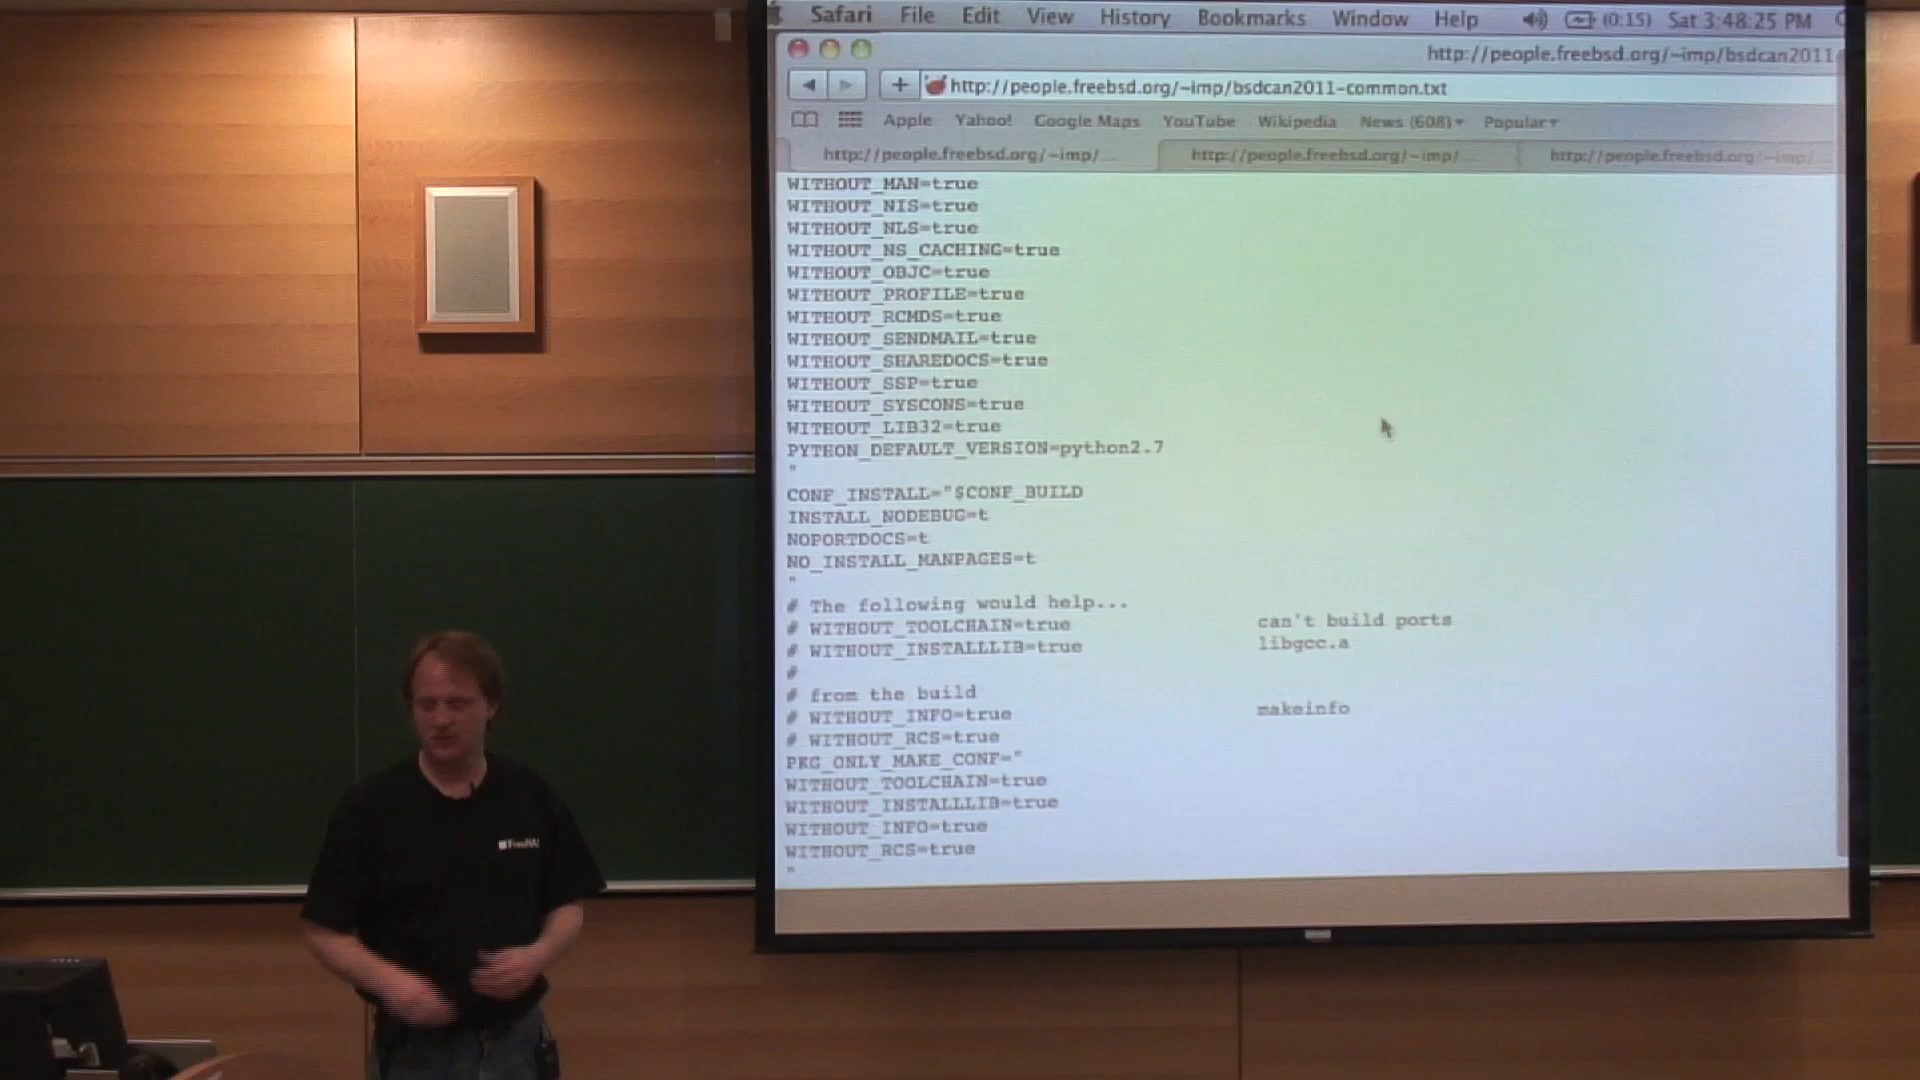 Safari File Edit View History Bookmarks Window Help (0:15) Sat 3:48:25 PM
http://people.freebsd.org/~imp/bsdcan2011-
http://people.freebsd.org/~imp/bsdcan2011-common.txt
Apple Yahoo! Google Maps YouTube Wikipedia News (608) Popular
http://people.freebsd.org/~imp/... http://people.freebsd.org/~imp/... http://people.freebsd.org/~imp/...
WITHOUT_MAN=true
WITHOUT_NIS=true
WITHOUT_NLS=true
WITHOUT_NS_CACHING=true
WITHOUT_OBJC=true
WITHOUT_PROFILE=true
WITHOUT_RCMDS=true
WITHOUT_SENDMAIL=true
WITHOUT_SHAREDOCS=true
WITHOUT_SSP=true
WITHOUT_SYSCONS=true
WITHOUT_LIB32=true
PYTHON_DEFAULT_VERSION=python2.7
"
CONF_INSTALL="$CONF_BUILD
INSTALL_NODEBUG=t
NOPORTDOCS=t
NO_INSTALL_MANPAGES=t
"
# The following would help...
# WITHOUT_TOOLCHAIN=true can't build ports
# WITHOUT_INSTALLLIB=true libgcc.a
#
# from the build
# WITHOUT_INFO=true makeinfo
# WITHOUT_RCS=true
PKG_ONLY_MAKE_CONF="
WITHOUT_TOOLCHAIN=true
WITHOUT_INSTALLLIB=true
WITHOUT_INFO=true
WITHOUT_RCS=true
"